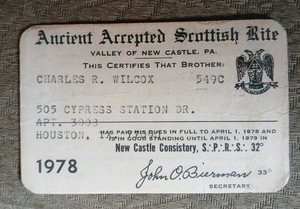 Ancient Accepted Scottish Rite
VALLEY OF NEW CASTLE, PA.
THIS CERTIFIES THAT BROTHER:
CHARLES R. WILCOX 549C
505 CYPRESS STATION DR.
APT.
HOUSTON,
HAS PAID HIS DUES IN FULL TO APRIL 1, 1978 AND
IS IN GOOD STANDING UNTIL APRIL 1, 1979 IN
New Castle Consistory, S∴P∴R∴S∴ 32°
1978
John O. Bierman 33°
SECRETARY